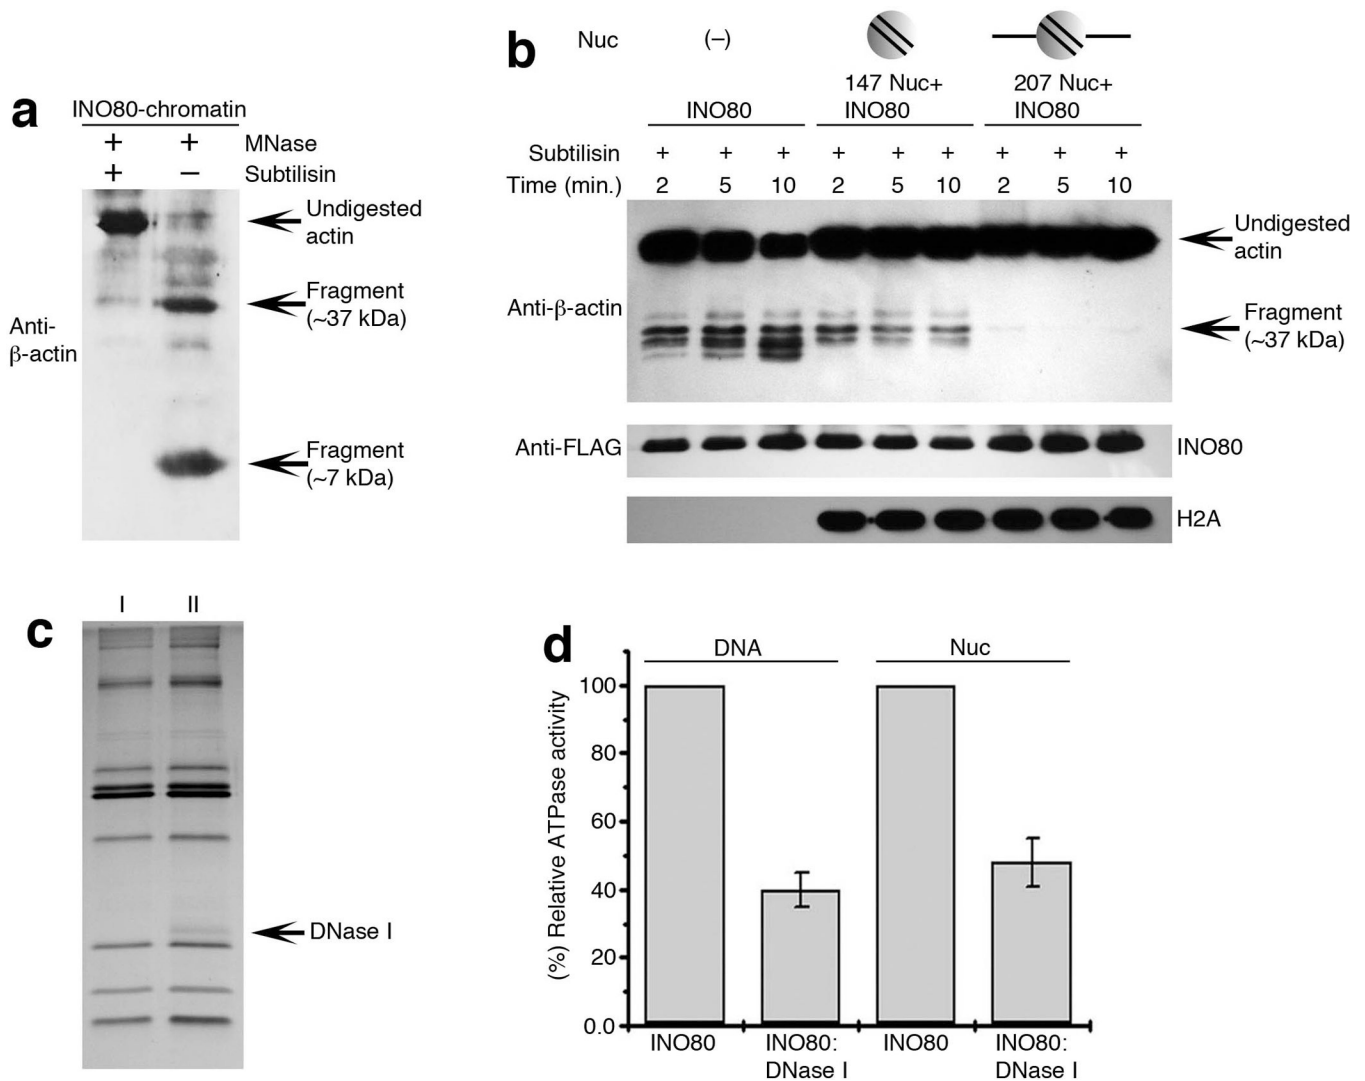 a
INO80-chromatin
+ + MNase
+ – Subtilisin
Undigested
actin
Fragment
(~37 kDa)
Anti-
β-actin
Fragment
(~7 kDa)
b
Nuc (–)
147 Nuc+ 207 Nuc+
INO80 INO80 INO80
Subtilisin + + + + + + + + +
Time (min.) 2 5 10 2 5 10 2 5 10
Undigested
actin
Anti-β-actin
Fragment
(~37 kDa)
Anti-FLAG INO80
H2A
c
I II
DNase I
d
DNA Nuc
(%) Relative ATPase activity
100
80
60
40
20
0.0
INO80 INO80: INO80 INO80:
DNase I DNase I